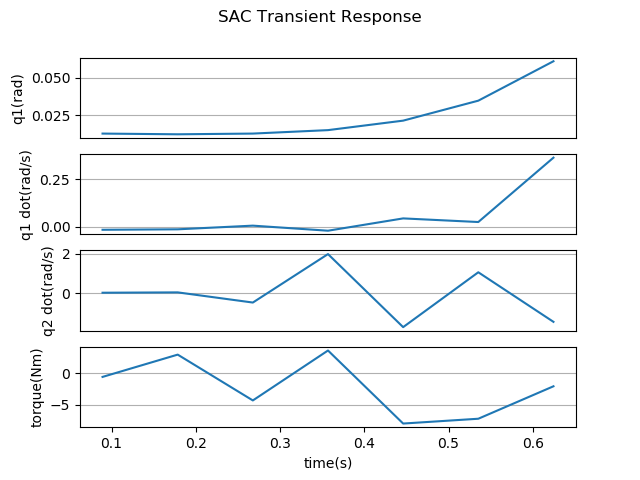 SAC Transient Response
0.050
0.025
q1(rad)
0.25
0.00
q1 dot(rad/s)
2
0
q2 dot(rad/s)
0
−5
torque(Nm)
0.1 0.2 0.3 0.4 0.5 0.6
time(s)